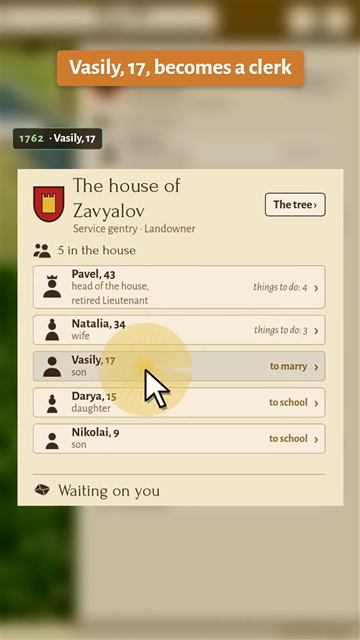 Vasily, 17, becomes a clerk
1762 · Vasily, 17
The house of
Zavyalov
The tree ›
Service gentry · Landowner
5 in the house
Pavel, 43
head of the house,
retired Lieutenant
things to do: 4 ›
Natalia, 34
wife
things to do: 3 ›
Vasily, 17
son
to marry ›
Darya, 15
daughter
to school ›
Nikolai, 9
son
to school ›
Waiting on you